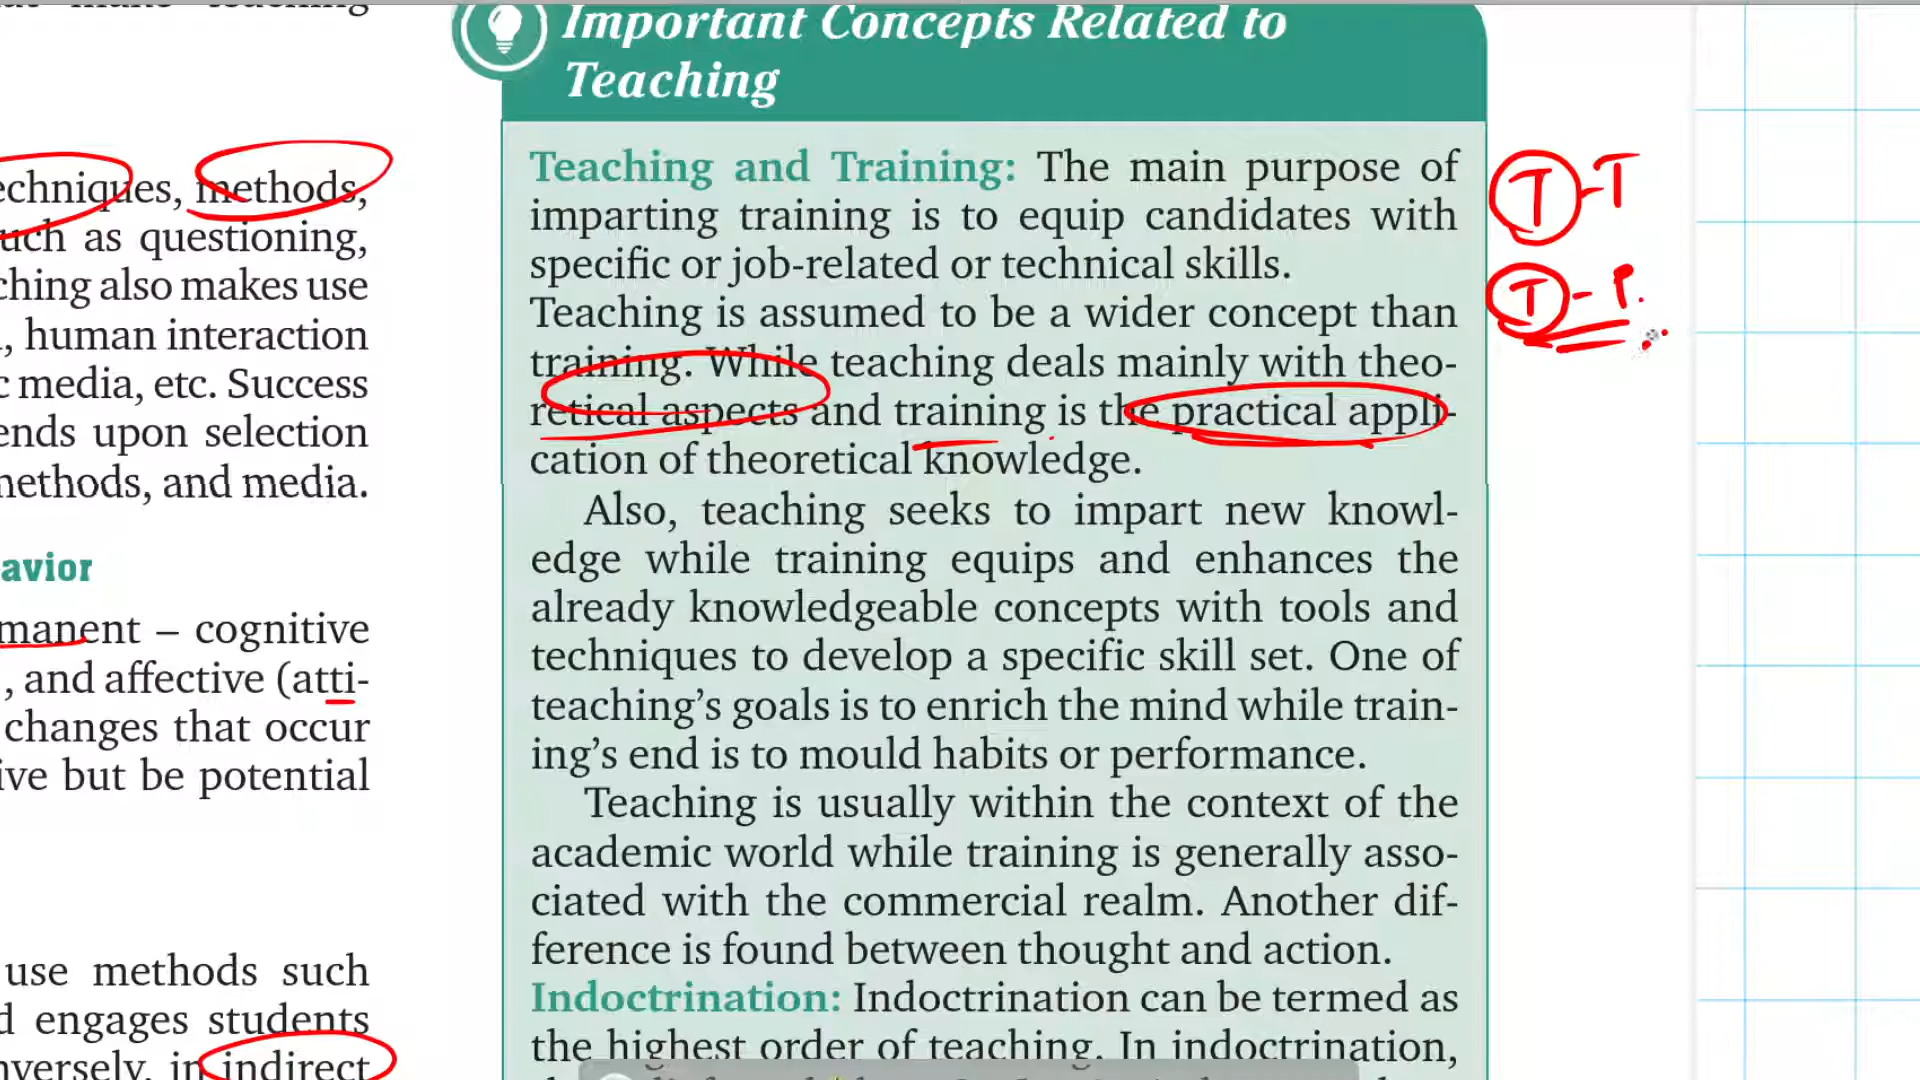 Important Concepts Related to
Teaching
echniques, methods,
uch as questioning,
ching also makes use
, human interaction
c media, etc. Success
ends upon selection
nethods, and media.
avior
manent – cognitive
, and affective (atti-
changes that occur
ive but be potential
use methods such
d engages students
nversely, in indirect
Teaching and Training: The main purpose of
imparting training is to equip candidates with
specific or job-related or technical skills.
Teaching is assumed to be a wider concept than
training. While teaching deals mainly with theo-
retical aspects and training is the practical appli-
cation of theoretical knowledge.
Also, teaching seeks to impart new knowl-
edge while training equips and enhances the
already knowledgeable concepts with tools and
techniques to develop a specific skill set. One of
teaching’s goals is to enrich the mind while train-
ing’s end is to mould habits or performance.
Teaching is usually within the context of the
academic world while training is generally asso-
ciated with the commercial realm. Another dif-
ference is found between thought and action.
Indoctrination: Indoctrination can be termed as
the highest order of teaching. In indoctrination,
T-T
T-P.